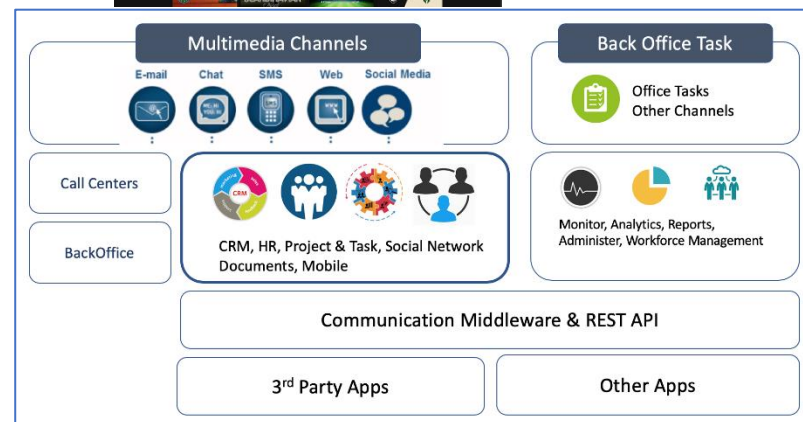 Multimedia Channels
Back Office Task
E-mail
Chat
SMS
Web
Social Media
Office Tasks
Other Channels
Call Centers
BackOffice
CRM
CRM, HR, Project & Task, Social Network
Documents, Mobile
Monitor, Analytics, Reports,
Administer, Workforce Management
Communication Middleware & REST API
3rd Party Apps
Other Apps